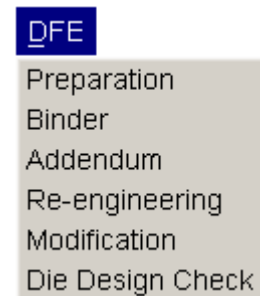 DFE
Preparation
Binder
Addendum
Re-engineering
Modification
Die Design Check